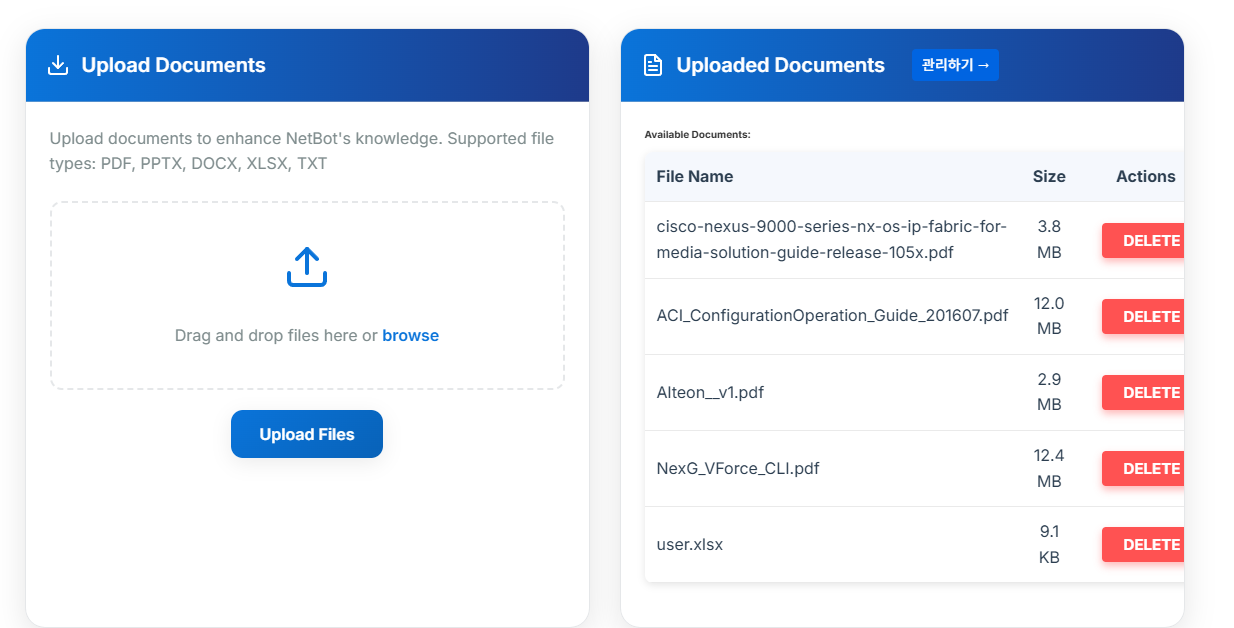 Upload Documents
Upload documents to enhance NetBot's knowledge. Supported file
types: PDF, PPTX, DOCX, XLSX, TXT
Drag and drop files here or browse
Upload Files
Uploaded Documents 관리하기 →
Available Documents:
File Name Size Actions
cisco-nexus-9000-series-nx-os-ip-fabric-for-
media-solution-guide-release-105x.pdf
3.8
MB
DELETE
ACI_ConfigurationOperation_Guide_201607.pdf
12.0
MB
DELETE
Alteon__v1.pdf
2.9
MB
DELETE
NexG_VForce_CLI.pdf
12.4
MB
DELETE
user.xlsx
9.1
KB
DELETE